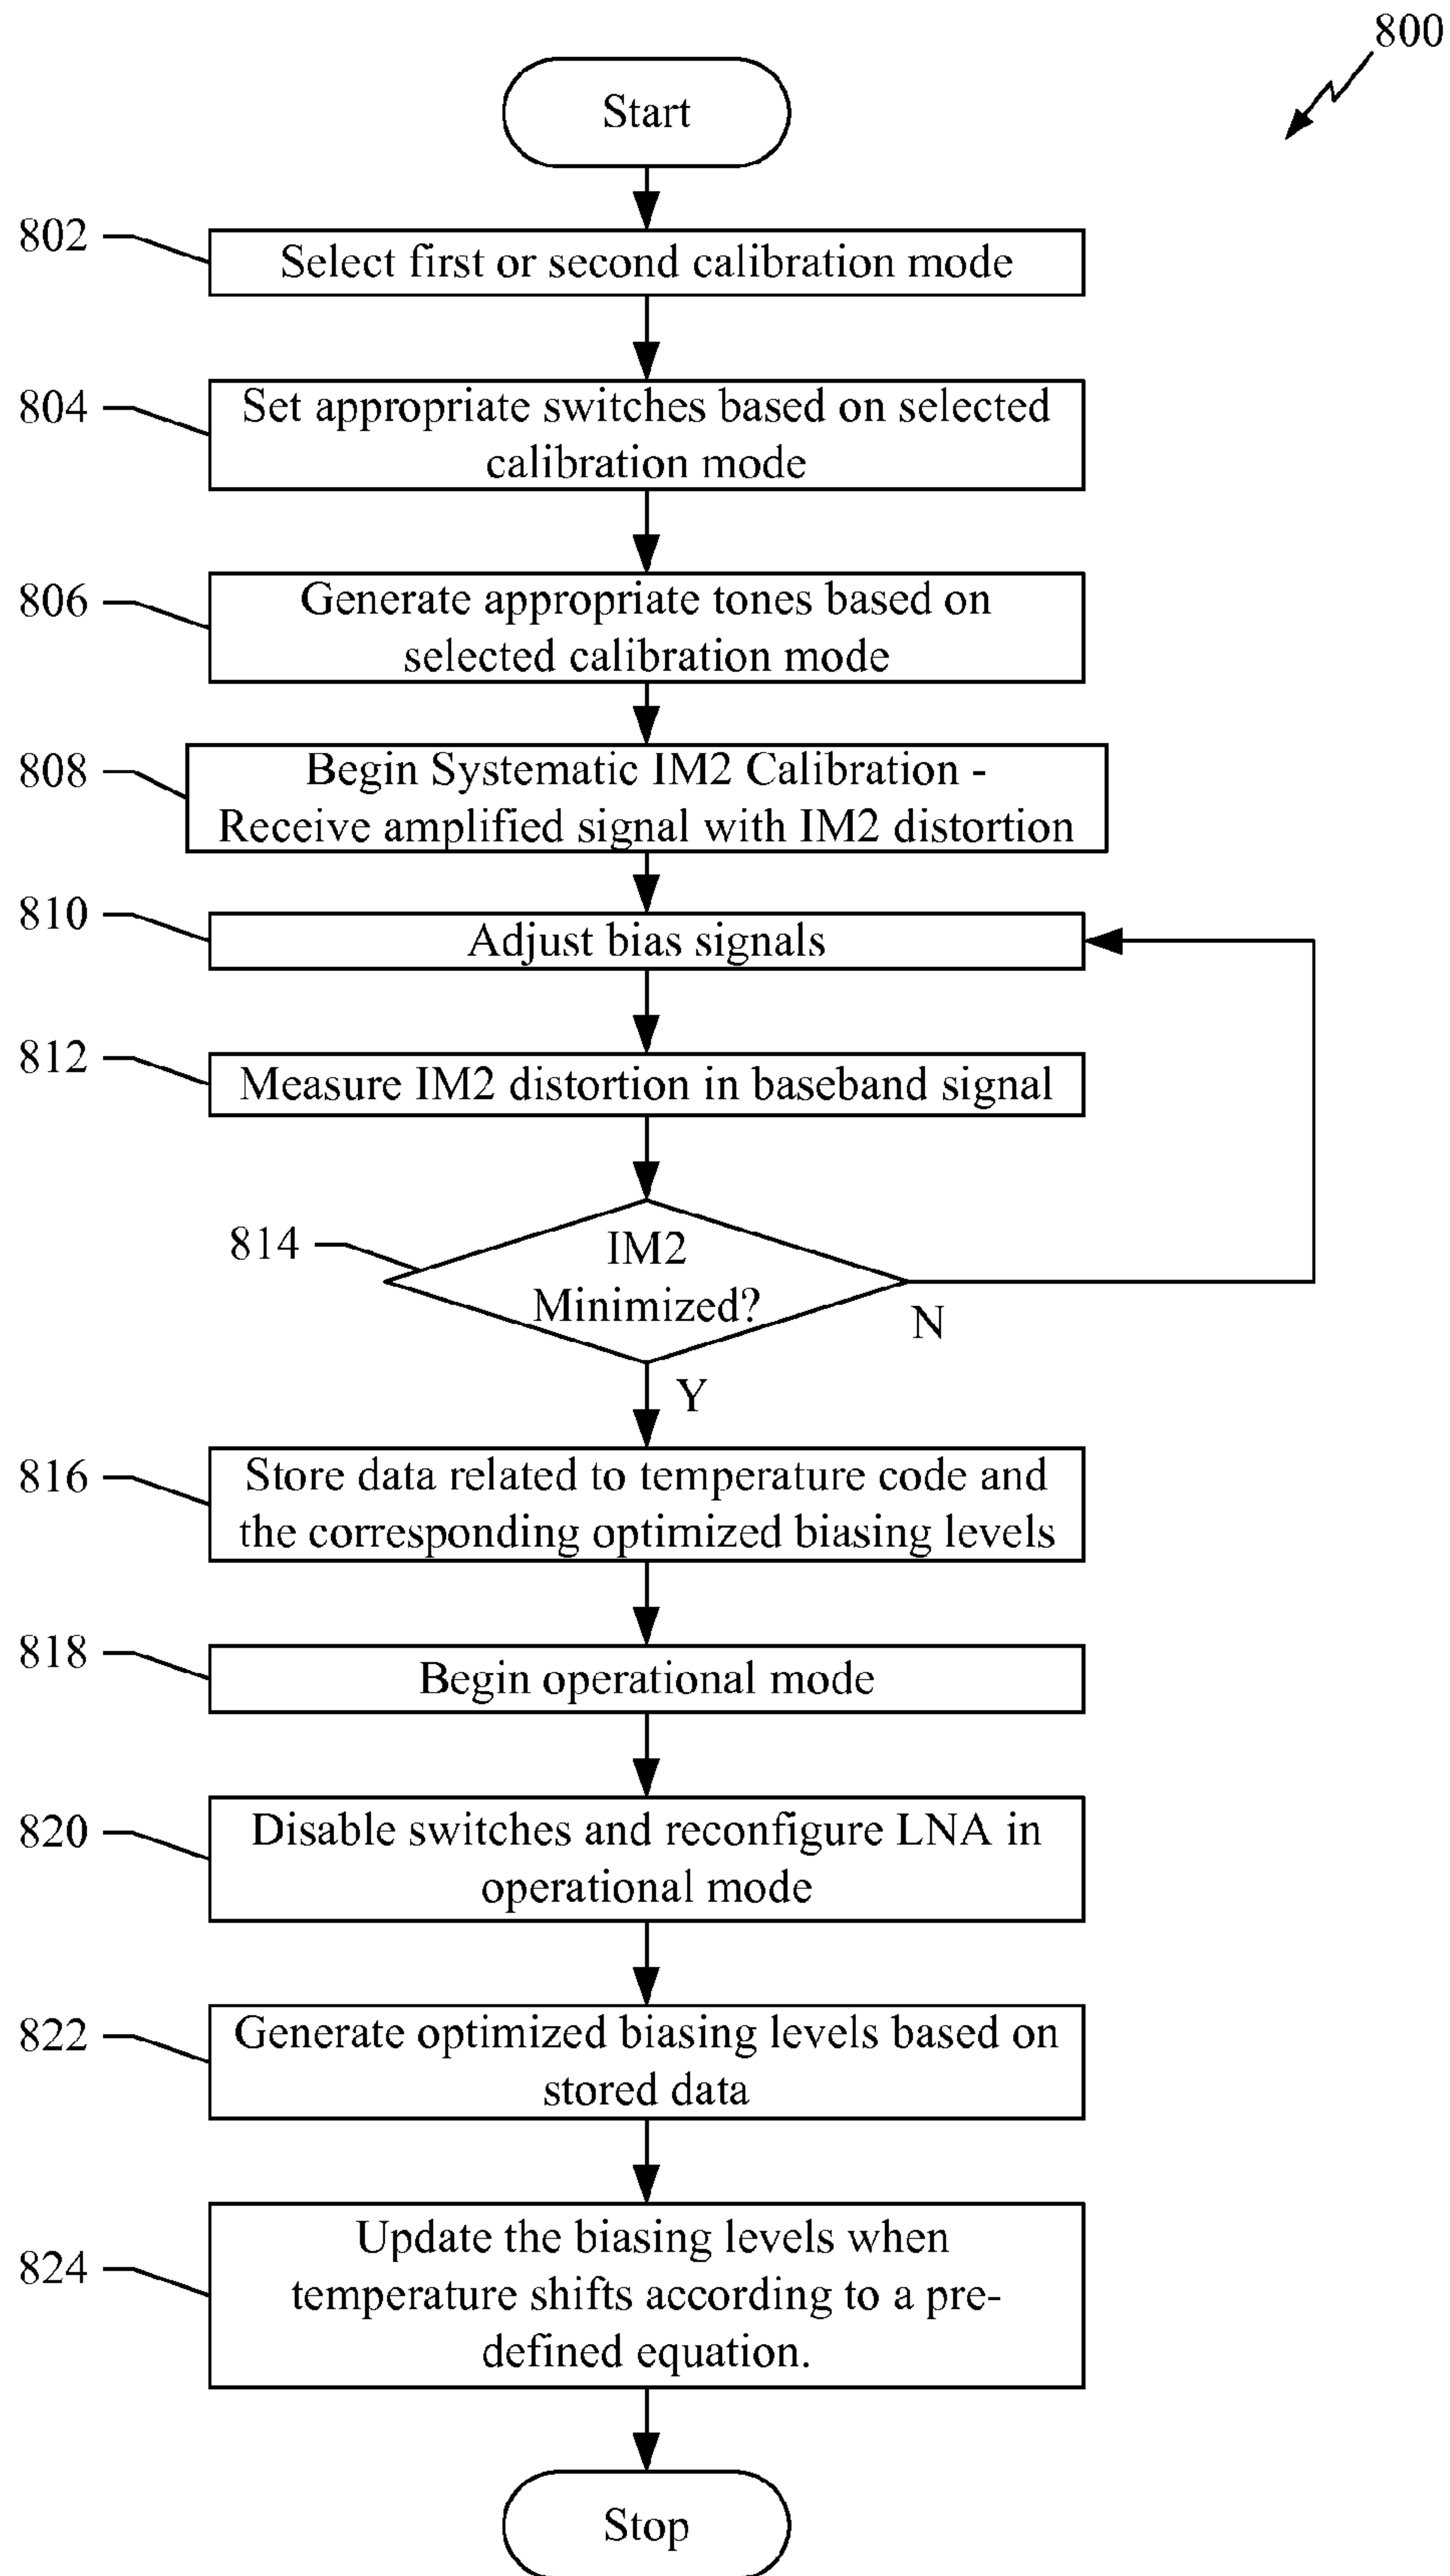 800
Start
802
Select first or second calibration mode
804
Set appropriate switches based on selected
calibration mode
806
Generate appropriate tones based on
selected calibration mode
808
Begin Systematic IM2 Calibration -
Receive amplified signal with IM2 distortion
810
Adjust bias signals
812
Measure IM2 distortion in baseband signal
814
IM2
Minimized?
N
Y
816
Store data related to temperature code and
the corresponding optimized biasing levels
818
Begin operational mode
820
Disable switches and reconfigure LNA in
operational mode
822
Generate optimized biasing levels based on
stored data
824
Update the biasing levels when
temperature shifts according to a pre-
defined equation.
Stop